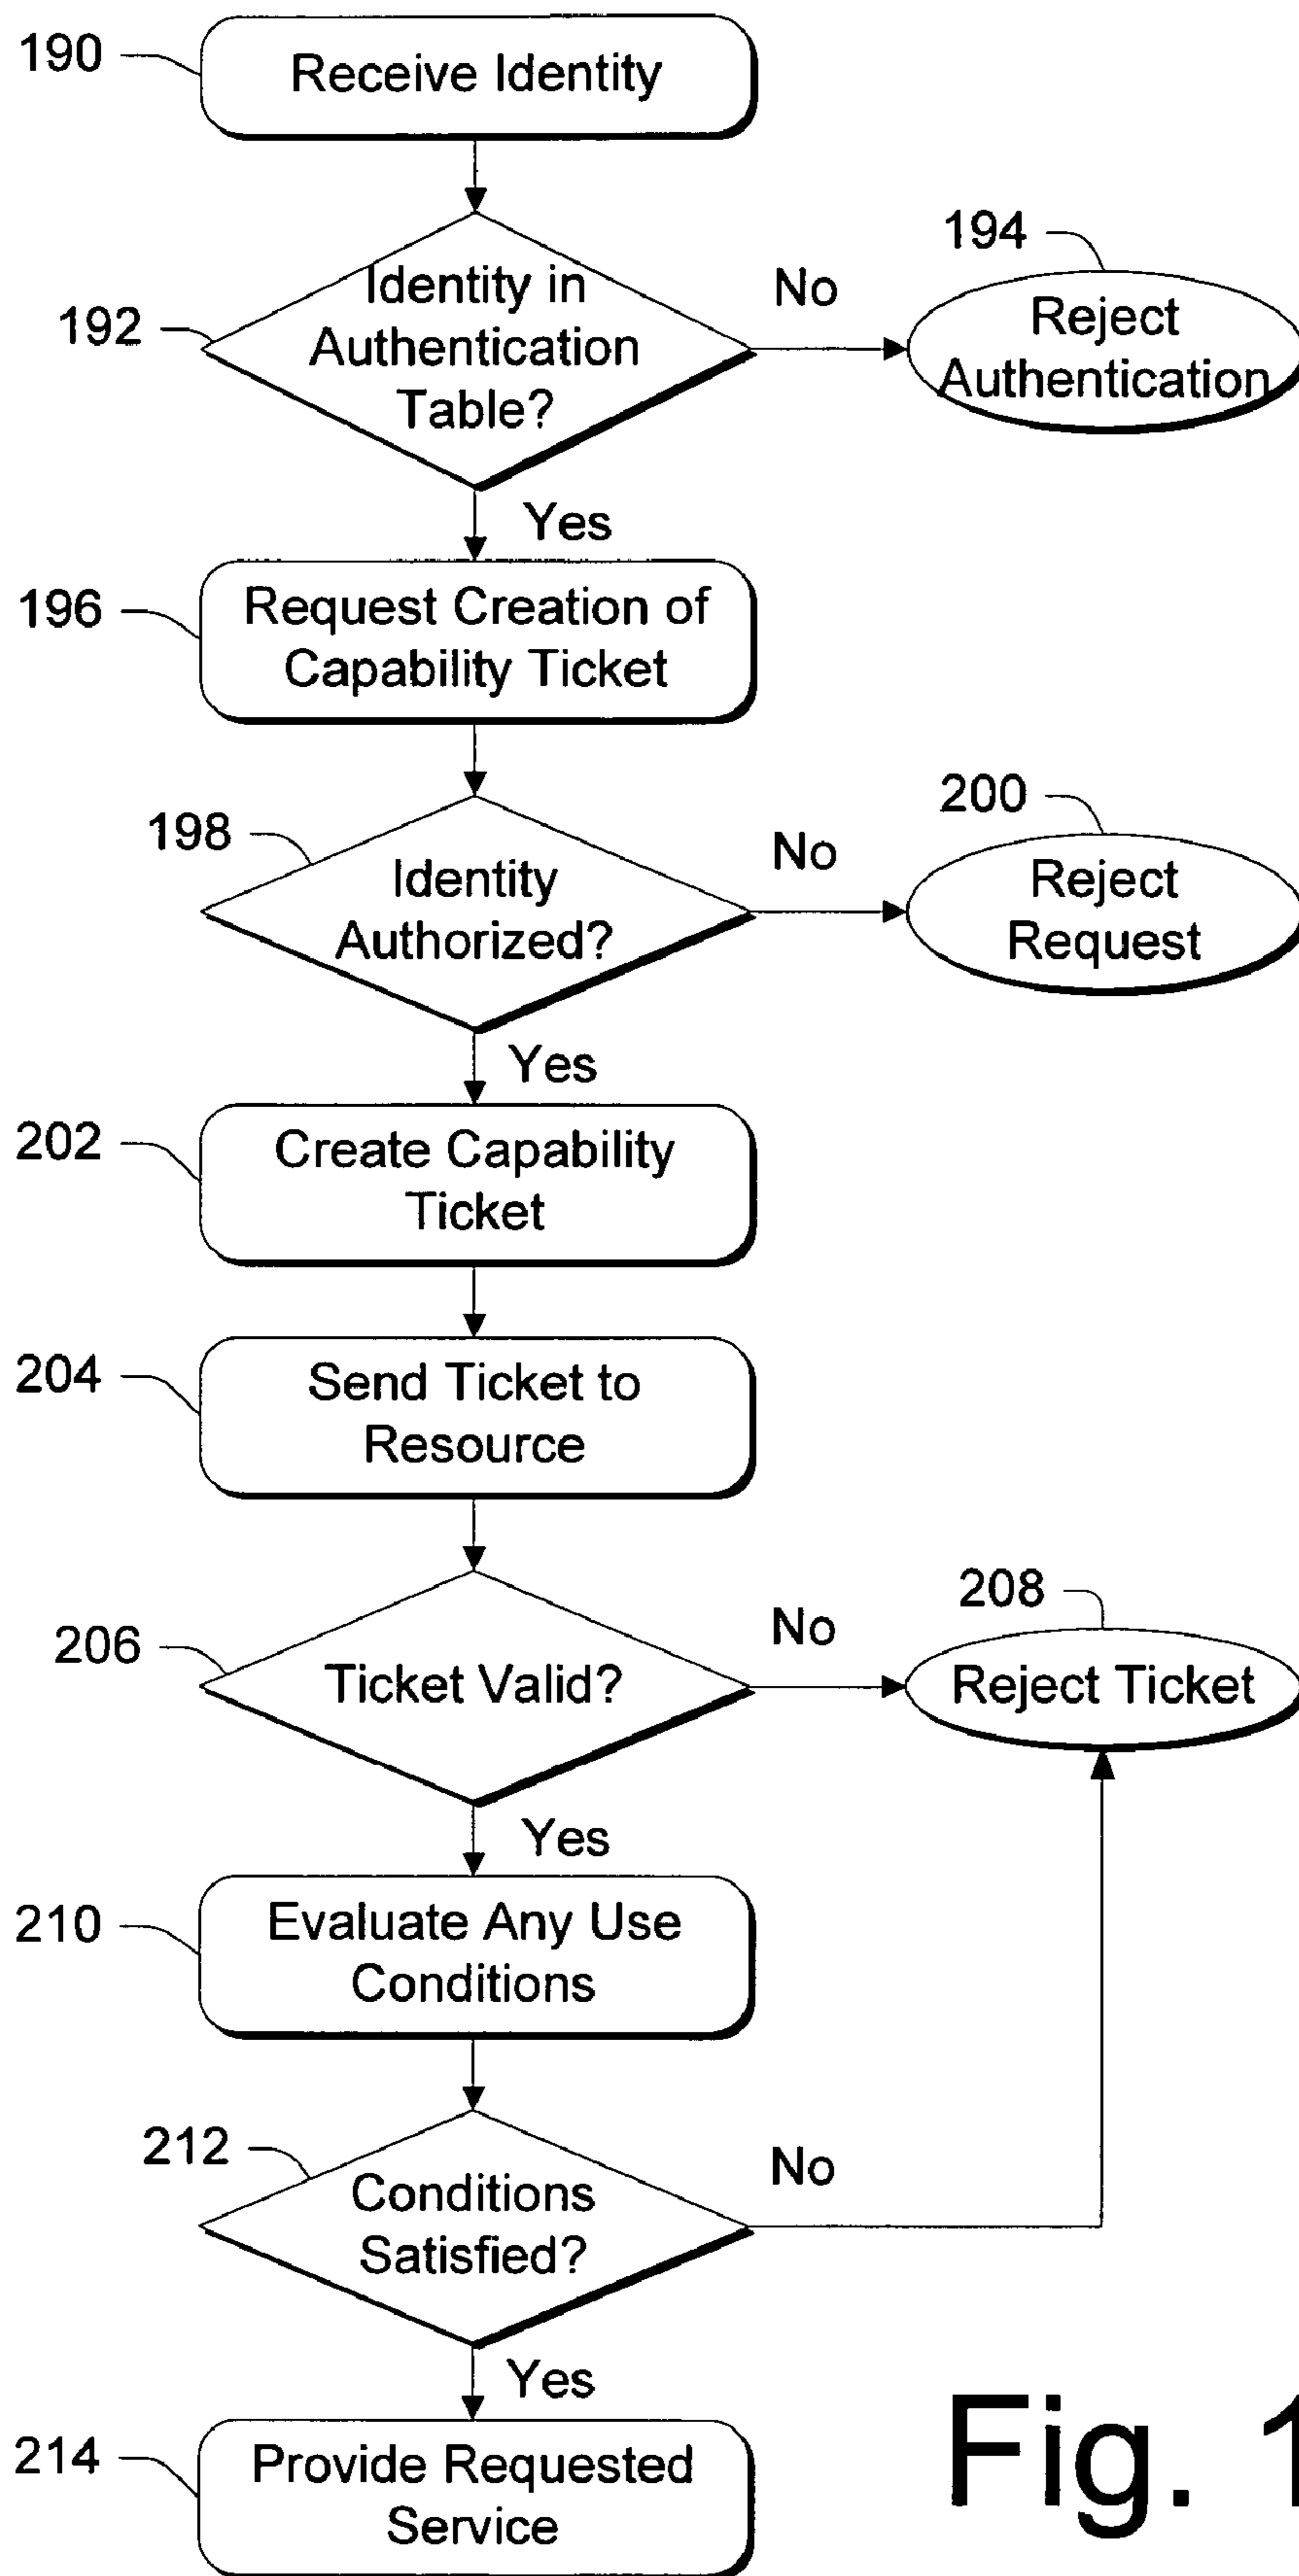 190
Receive Identity
194
192
Identity in
Authentication
Table?
No
Reject
Authentication
Yes
196
Request Creation of
Capability Ticket
200
198
Identity
Authorized?
No
Reject
Request
Yes
202
Create Capability
Ticket
204
Send Ticket to
Resource
208
206
Ticket Valid?
No
Reject Ticket
Yes
210
Evaluate Any Use
Conditions
212
Conditions
Satisfied?
No
Yes
214
Provide Requested
Service
Fig. 1